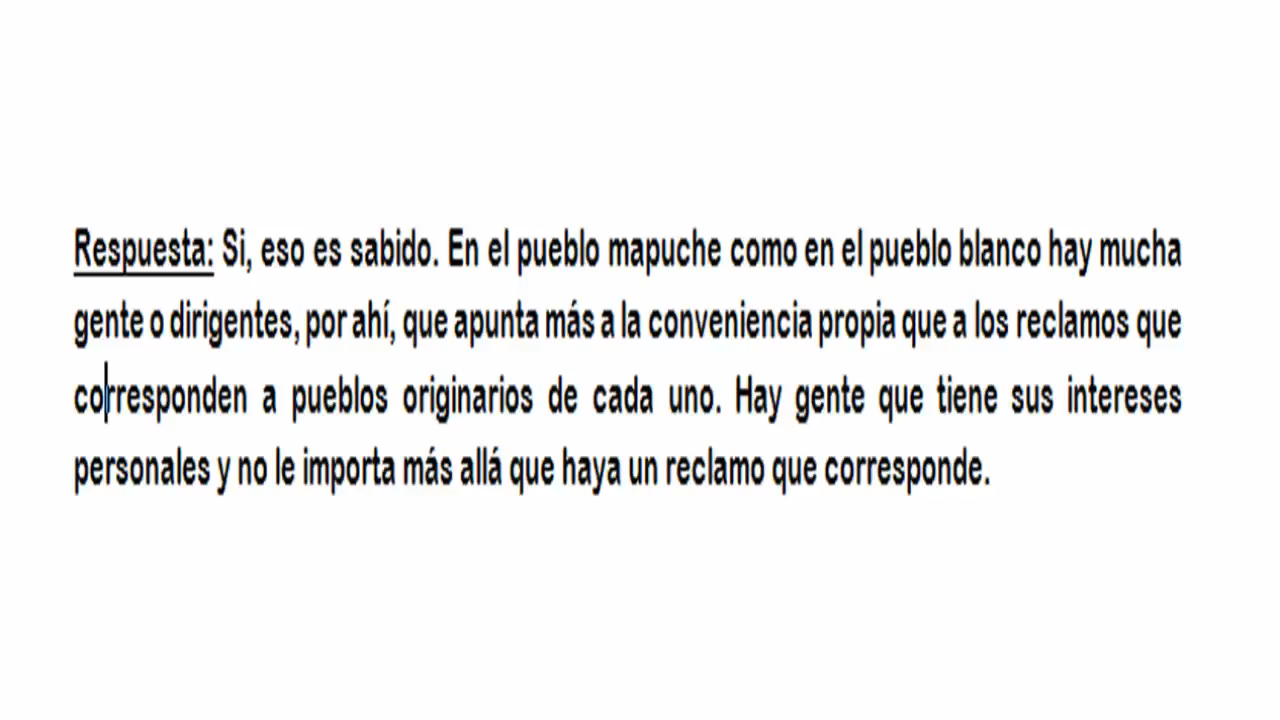 Respuesta: Si, eso es sabido. En el pueblo mapuche como en el pueblo blanco hay mucha
gente o dirigentes, por ahí, que apunta más a la conveniencia propia que a los reclamos que
corresponden a pueblos originarios de cada uno. Hay gente que tiene sus intereses
personales y no le importa más allá que haya un reclamo que corresponde.